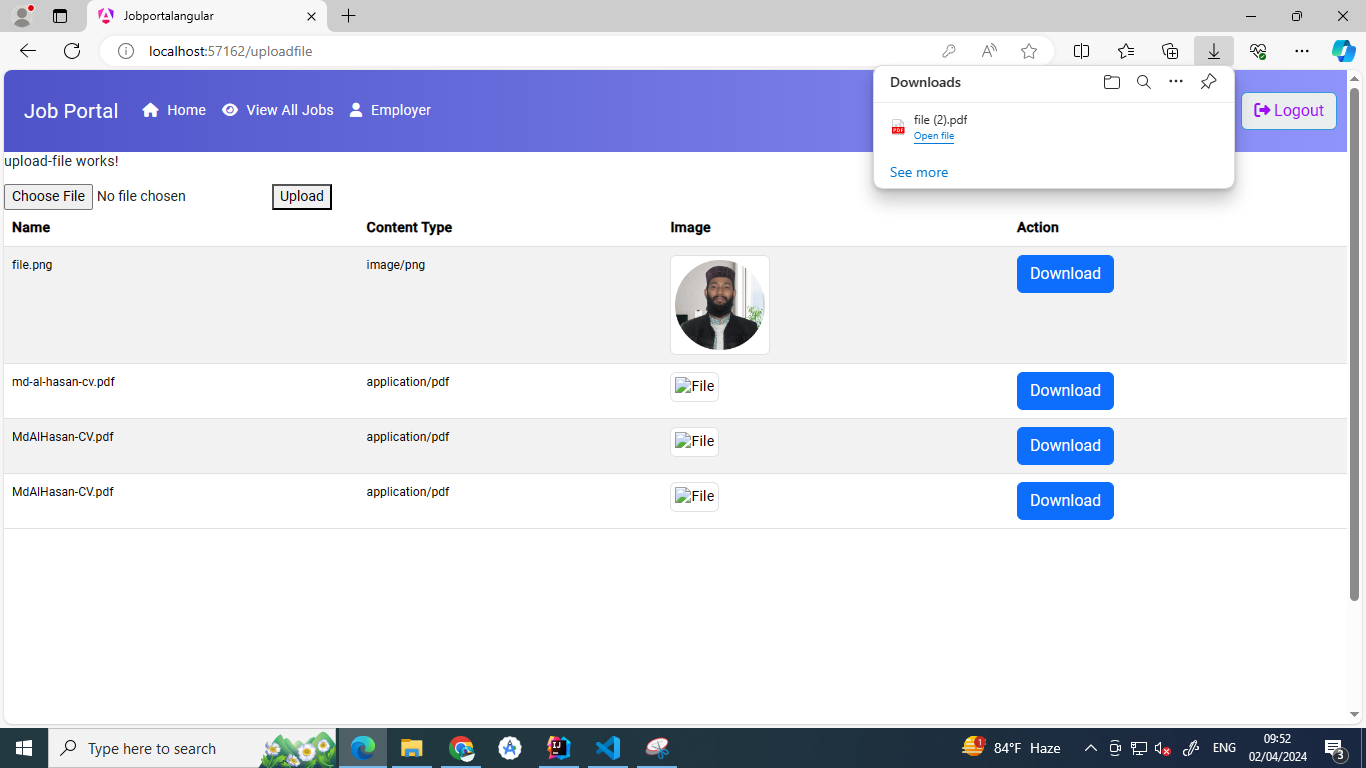 Jobportalangular
localhost:57162/uploadfile
Downloads
file (2).pdf
Open file
See more
Job Portal Home View All Jobs Employer Logout
upload-file works!
Choose File No file chosen Upload
Name Content Type Image Action
file.png image/png Download
md-al-hasan-cv.pdf application/pdf File Download
MdAlHasan-CV.pdf application/pdf File Download
MdAlHasan-CV.pdf application/pdf File Download
Type here to search
1 84°F Haze ENG 09:52
02/04/2024 3